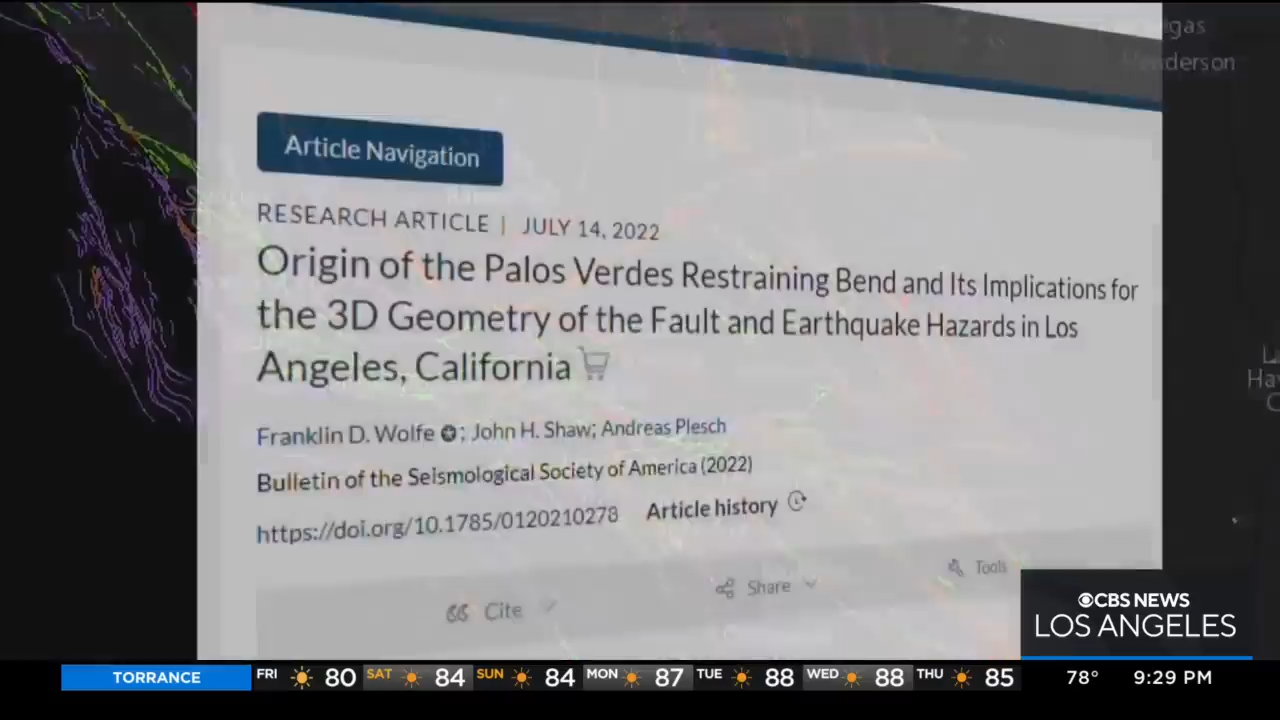 Henderson
Article Navigation
RESEARCH ARTICLE | JULY 14, 2022
Origin of the Palos Verdes Restraining Bend and Its Implications for
the 3D Geometry of the Fault and Earthquake Hazards in Los
Angeles, California
Franklin D. Wolfe ; John H. Shaw; Andreas Plesch
Bulletin of the Seismological Society of America (2022)
https://doi.org/10.1785/0120210278 Article history
Cite
Share
Tools
CBS NEWS
LOS ANGELES
TORRANCE FRI 80 SAT 84 SUN 84 MON 87 TUE 88 WED 88 THU 85 78° 9:29 PM